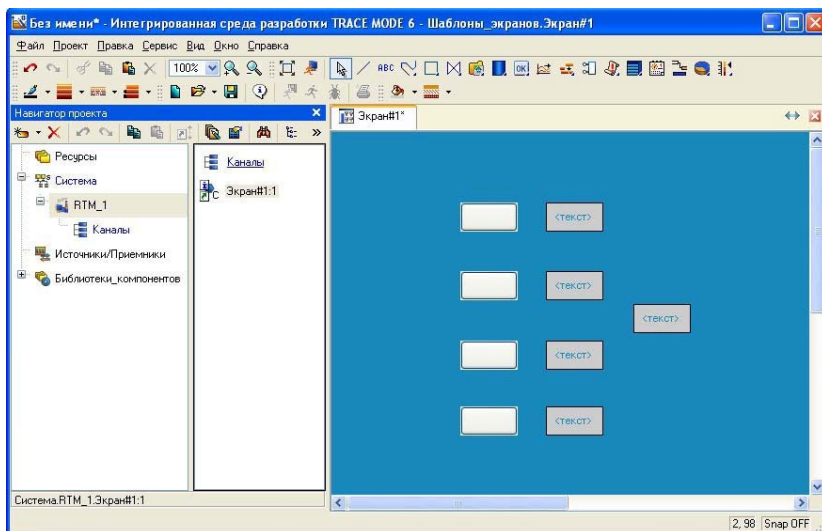 Без имени* - Интегрированная среда разработки TRACE MODE 6 - Шаблоны_экранов.Экран#1
Файл Проект Правка Сервис Вид Окно Справка
100%
ABC
OK
Навигатор проекта
Экран#1*
Ресурсы
Система
RTM_1
Каналы
Источники/Приемники
Библиотеки_компонентов
Каналы
C Экран#1:1
<текст>
<текст>
<текст>
<текст>
<текст>
Система.RTM_1.Экран#1:1
2, 98 Snap OFF